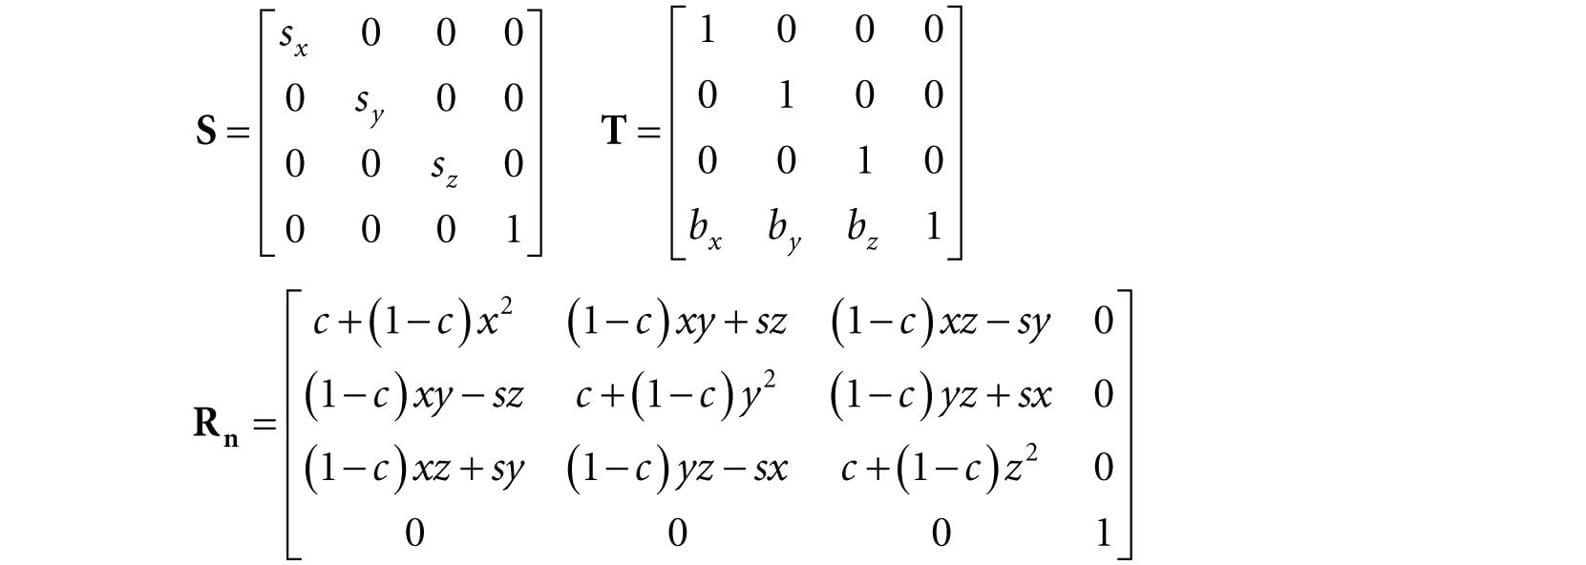 S = [ s_x 0 0 0 ] T = [ 1 0 0 0 ]
[ 0 s_y 0 0 ] [ 0 1 0 0 ]
[ 0 0 s_z 0 ] [ 0 0 1 0 ]
[ 0 0 0 1 ] [ b_x b_y b_z 1 ]
R_n = [ c+(1−c)x² (1−c)xy+sz (1−c)xz−sy 0 ]
[ (1−c)xy−sz c+(1−c)y² (1−c)yz+sx 0 ]
[ (1−c)xz+sy (1−c)yz−sx c+(1−c)z² 0 ]
[ 0 0 0 1 ]